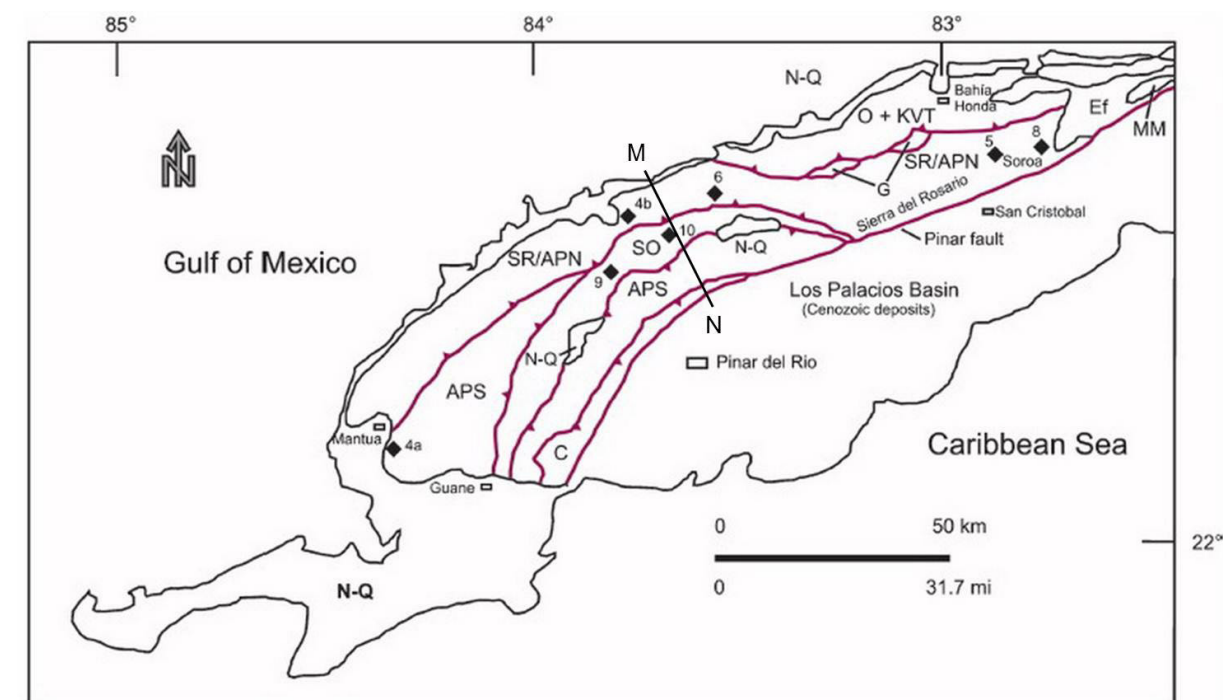 85°
84°
83°
N-Q
Bahía
Honda
O + KVT
Ef
MM
N
M
5
8
Soroa
SR/APN
6
G
4b
Sierra del Rosario
San Cristobal
10
SO
N-Q
Pinar fault
Gulf of Mexico
SR/APN
9
APS
Los Palacios Basin
(Cenozoic deposits)
N
N-Q
Pinar del Rio
APS
Mantua
4a
C
Caribbean Sea
Guane
0
50 km
22°
0
31.7 mi
N-Q